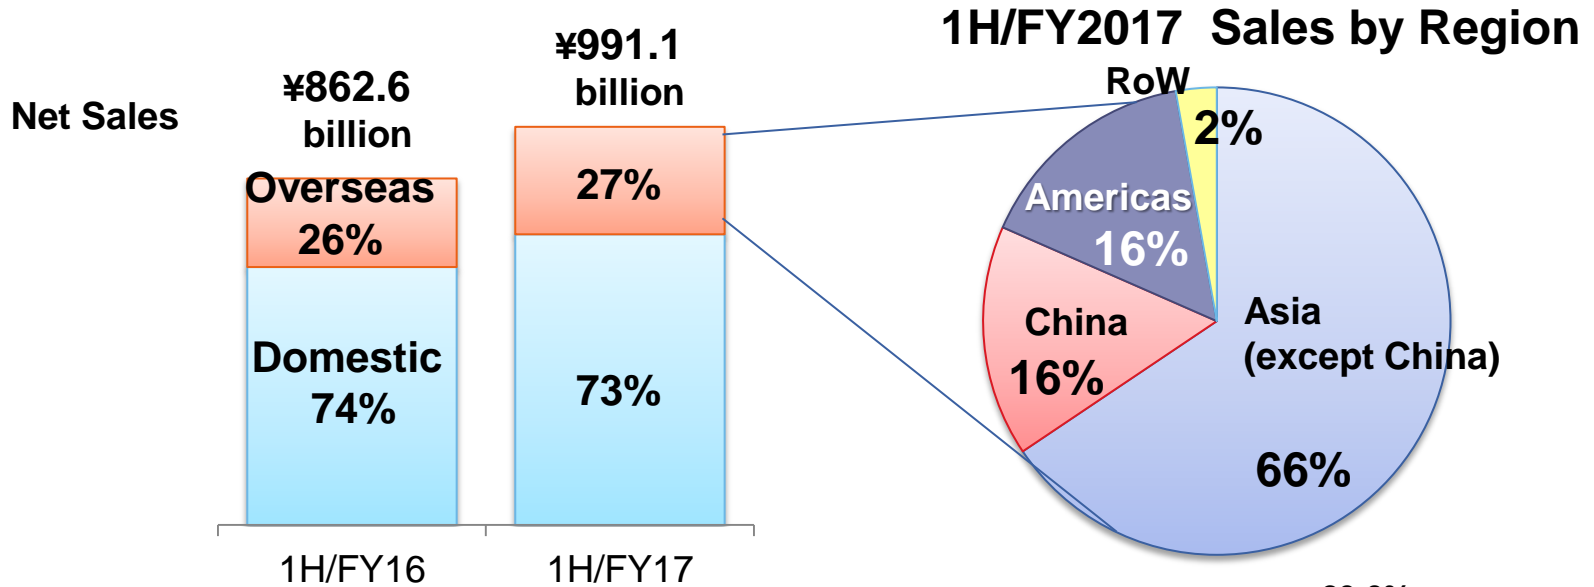 1H/FY2017 Sales by Region
Net Sales
¥862.6
billion
¥991.1
billion
Overseas
26%
27%
Domestic
74%
73%
1H/FY16
1H/FY17
RoW
2%
Americas
16%
China
16%
Asia
(except China)
66%